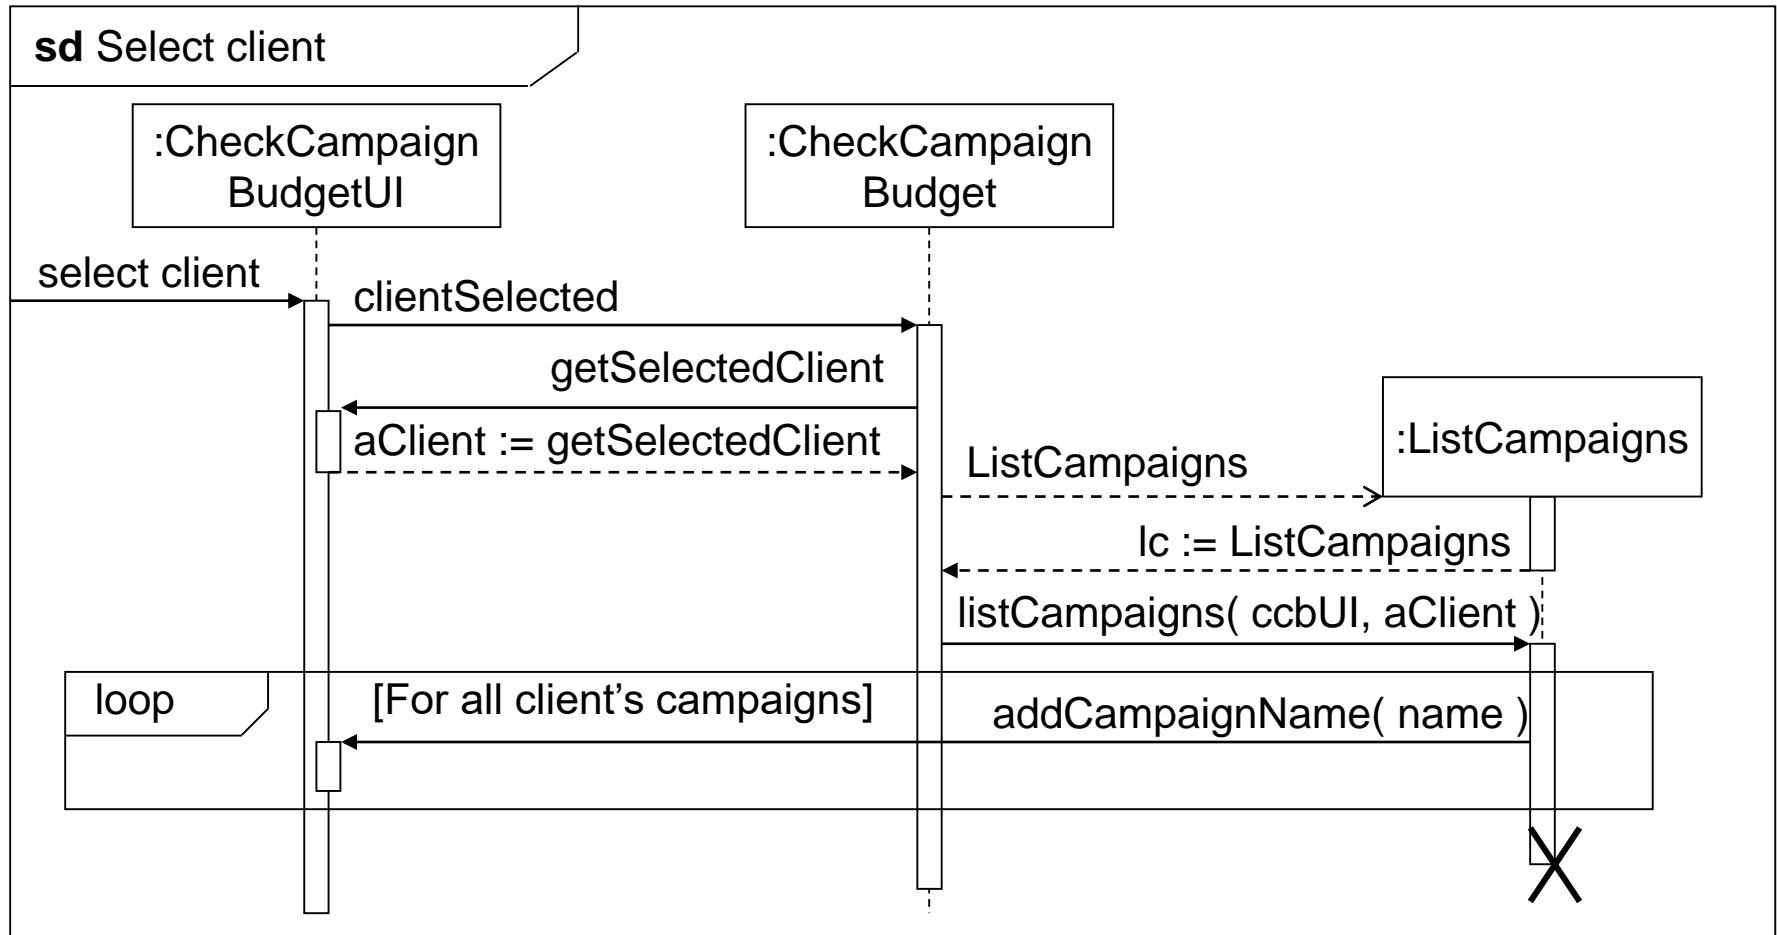 sd Select client
:CheckCampaign
BudgetUI
:CheckCampaign
Budget
select client
clientSelected
getSelectedClient
aClient := getSelectedClient
ListCampaigns
:ListCampaigns
lc := ListCampaigns
listCampaigns( ccbUI, aClient )
loop
[For all client’s campaigns]
addCampaignName( name )